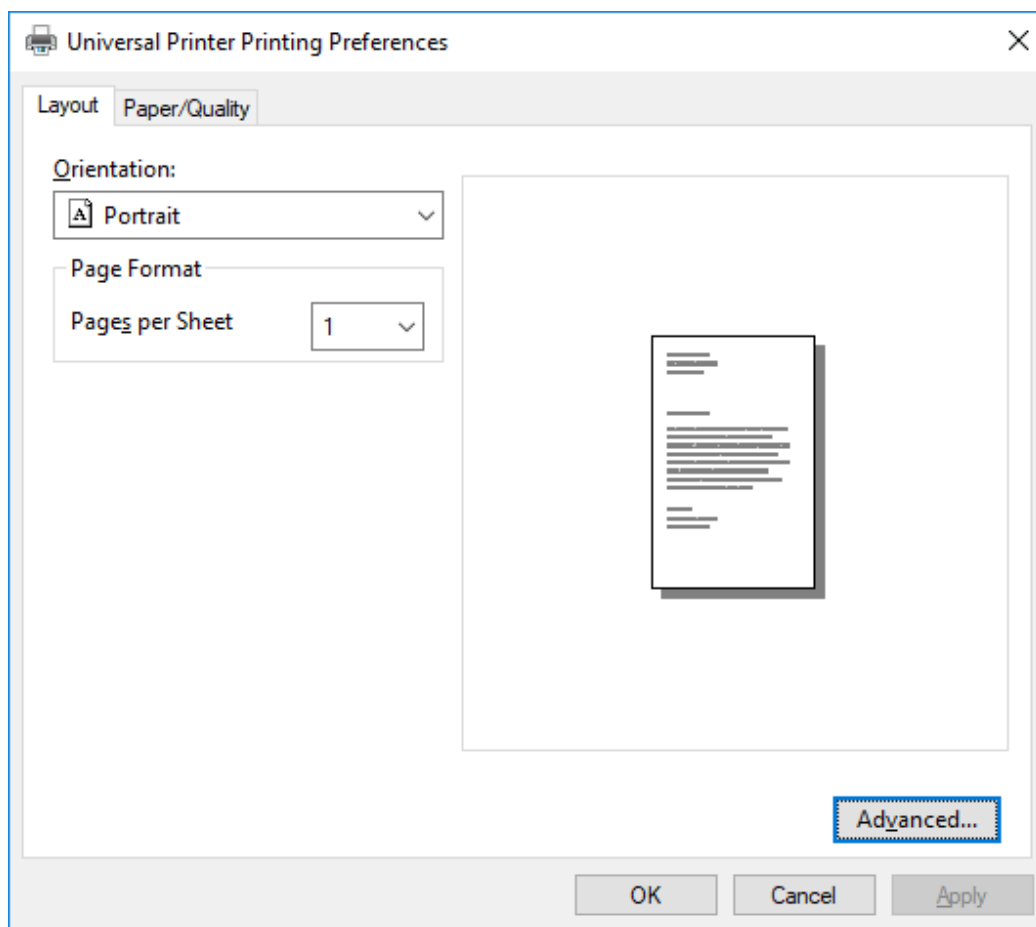 Universal Printer Printing Preferences
Layout
Paper/Quality
Orientation:
A
Portrait
Page Format
Pages per Sheet
1
Advanced...
OK
Cancel
Apply